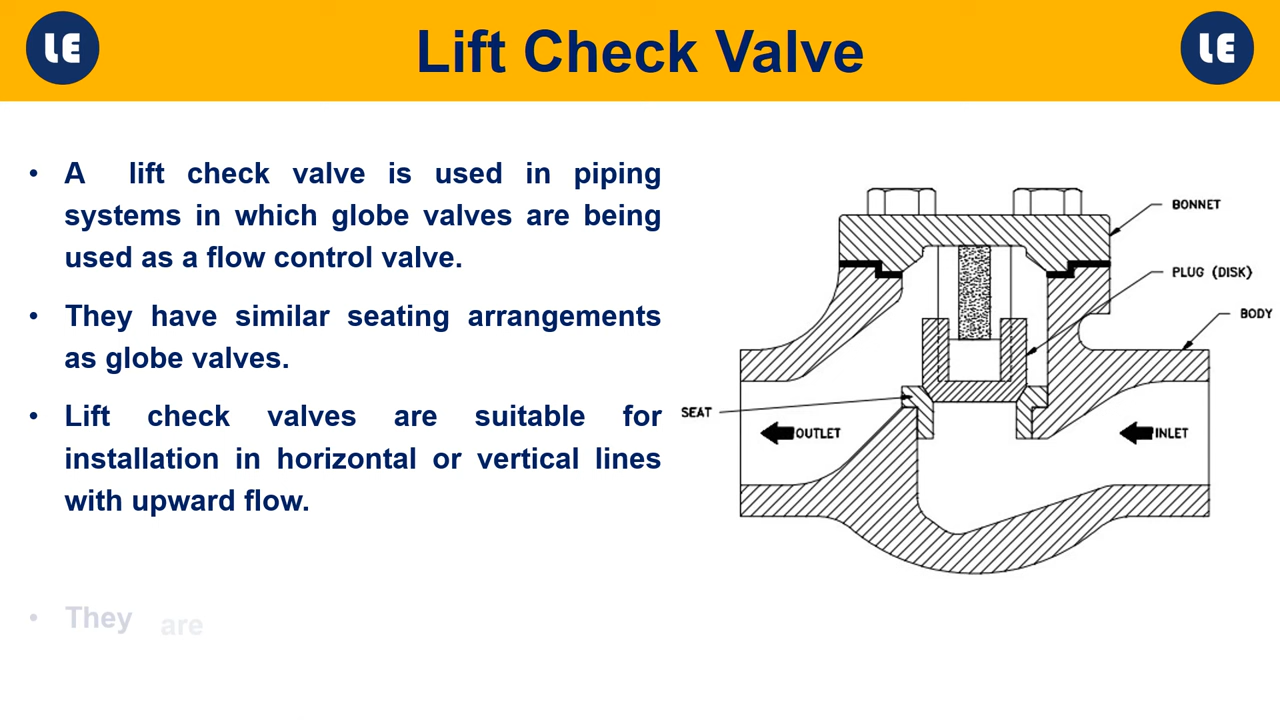 LE
Lift Check Valve
LE
• A lift check valve is used in piping
systems in which globe valves are being
used as a flow control valve.
• They have similar seating arrangements
as globe valves.
• Lift check valves are suitable for
installation in horizontal or vertical lines
with upward flow.
• They are
BONNET
PLUG (DISK)
BODY
SEAT
OUTLET
INLET